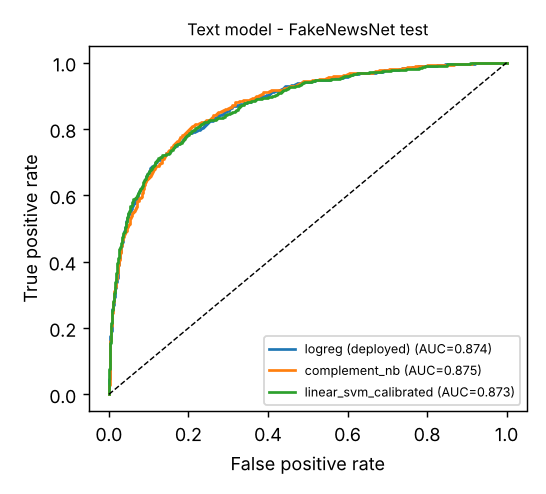 Text model - FakeNewsNet test
True positive rate
1.0
0.8
0.6
0.4
0.2
0.0
logreg (deployed) (AUC=0.874)
complement_nb (AUC=0.875)
linear_svm_calibrated (AUC=0.873)
0.0 0.2 0.4 0.6 0.8 1.0
False positive rate